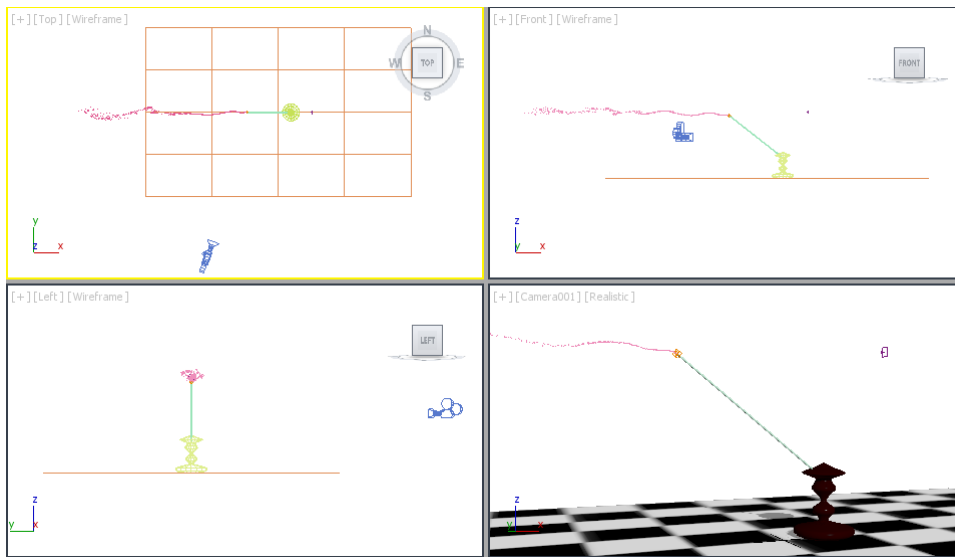 [+] [Top] [Wireframe]
N
W TOP E
S
y
z x
[+] [Front] [Wireframe]
FRONT
z
y x
[+] [Left] [Wireframe]
LEFT
z
y x
[+] [Camera001] [Realistic]
z
y x